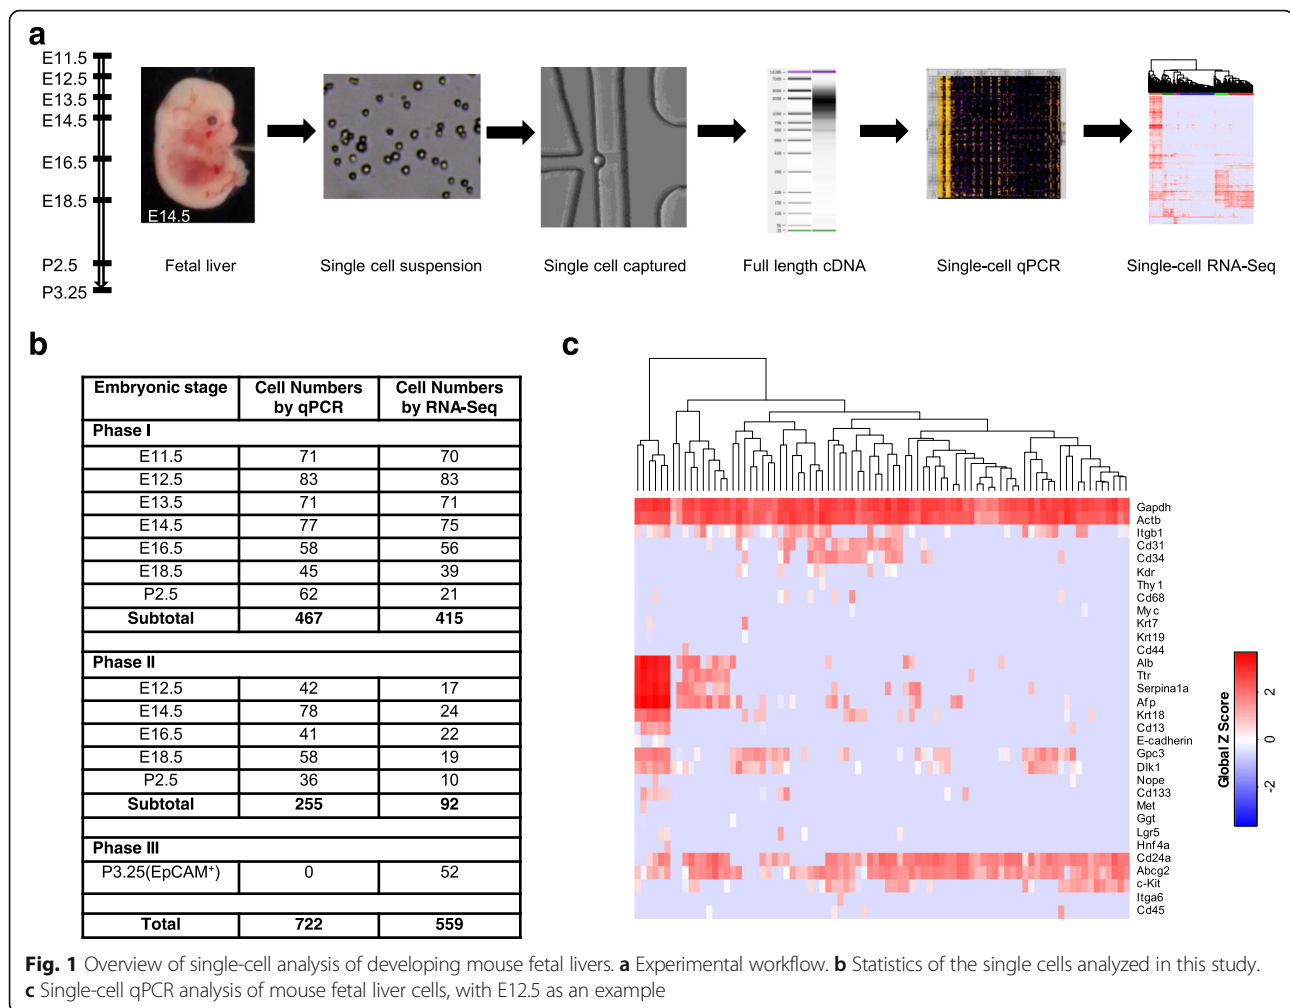 a
E11.5
E12.5
E13.5
E14.5
E16.5
E18.5
P2.5
P3.25
E14.5
Fetal liver
Single cell suspension
Single cell captured
Full length cDNA
Single-cell qPCR
Single-cell RNA-Seq
b
Embryonic stage Cell Numbers by qPCR Cell Numbers by RNA-Seq
Phase I
E11.5 71 70
E12.5 83 83
E13.5 71 71
E14.5 77 75
E16.5 58 56
E18.5 45 39
P2.5 62 21
Subtotal 467 415
Phase II
E12.5 42 17
E14.5 78 24
E16.5 41 22
E18.5 58 19
P2.5 36 10
Subtotal 255 92
Phase III
P3.25(EpCAM+) 0 52
Total 722 559
c
Gapdh
Actb
Itgb1
Cd31
Cd34
Kdr
Thy1
Cd68
Myc
Krt7
Krt19
Cd44
Alb
Ttr
Serpina1a
Afp
Krt18
Cd13
E-cadherin
Gpc3
Dlk1
Nope
Cd133
Met
Ggt
Lgr5
Hnf4a
Cd24a
Abcg2
c-Kit
Itga6
Cd45
Global Z Score
2
0
-2
Fig. 1 Overview of single-cell analysis of developing mouse fetal livers. a Experimental workflow. b Statistics of the single cells analyzed in this study.
c Single-cell qPCR analysis of mouse fetal liver cells, with E12.5 as an example